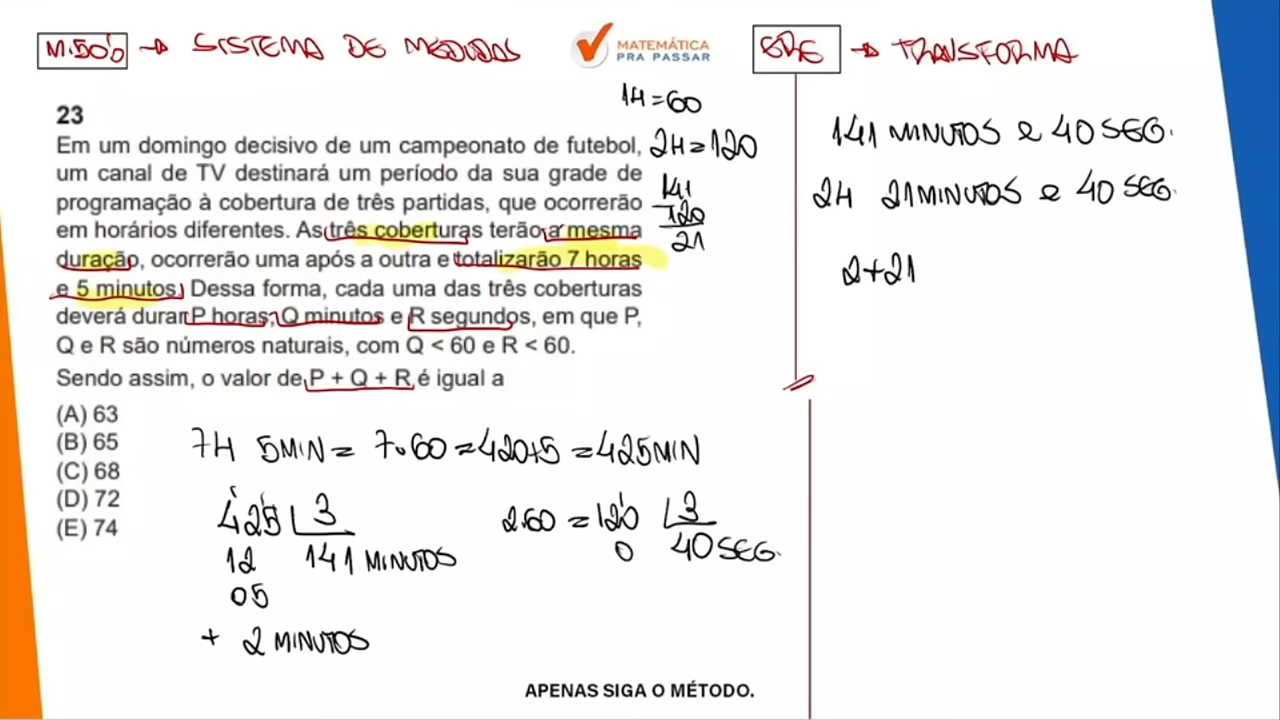 M.50% → SISTEMA DE MEDIDAS
MATEMÁTICA
PRA PASSAR
→ TRANSFORMA
23
Em um domingo decisivo de um campeonato de futebol,
um canal de TV destinará um período da sua grade de
programação à cobertura de três partidas, que ocorrerão
em horários diferentes. As três coberturas terão a mesma
duração, ocorrerão uma após a outra e totalizarão 7 horas
e 5 minutos. Dessa forma, cada uma das três coberturas
deverá durar P horas, Q minutos e R segundos, em que P,
Q e R são números naturais, com Q < 60 e R < 60.
Sendo assim, o valor de P + Q + R é igual a
(A) 63
(B) 65
(C) 68
(D) 72
(E) 74
1H = 60
2H = 120
141
120
21
141 MINUTOS e 40 SEG.
2H 21 MINUTOS e 40 SEG.
2+21
7H 5MIN = 7.60 = 420+5 = 425MIN
425 3
12 141 MINUTOS
05
+ 2 MINUTOS
2.60 = 120 3
0 40 SEG.
APENAS SIGA O MÉTODO.